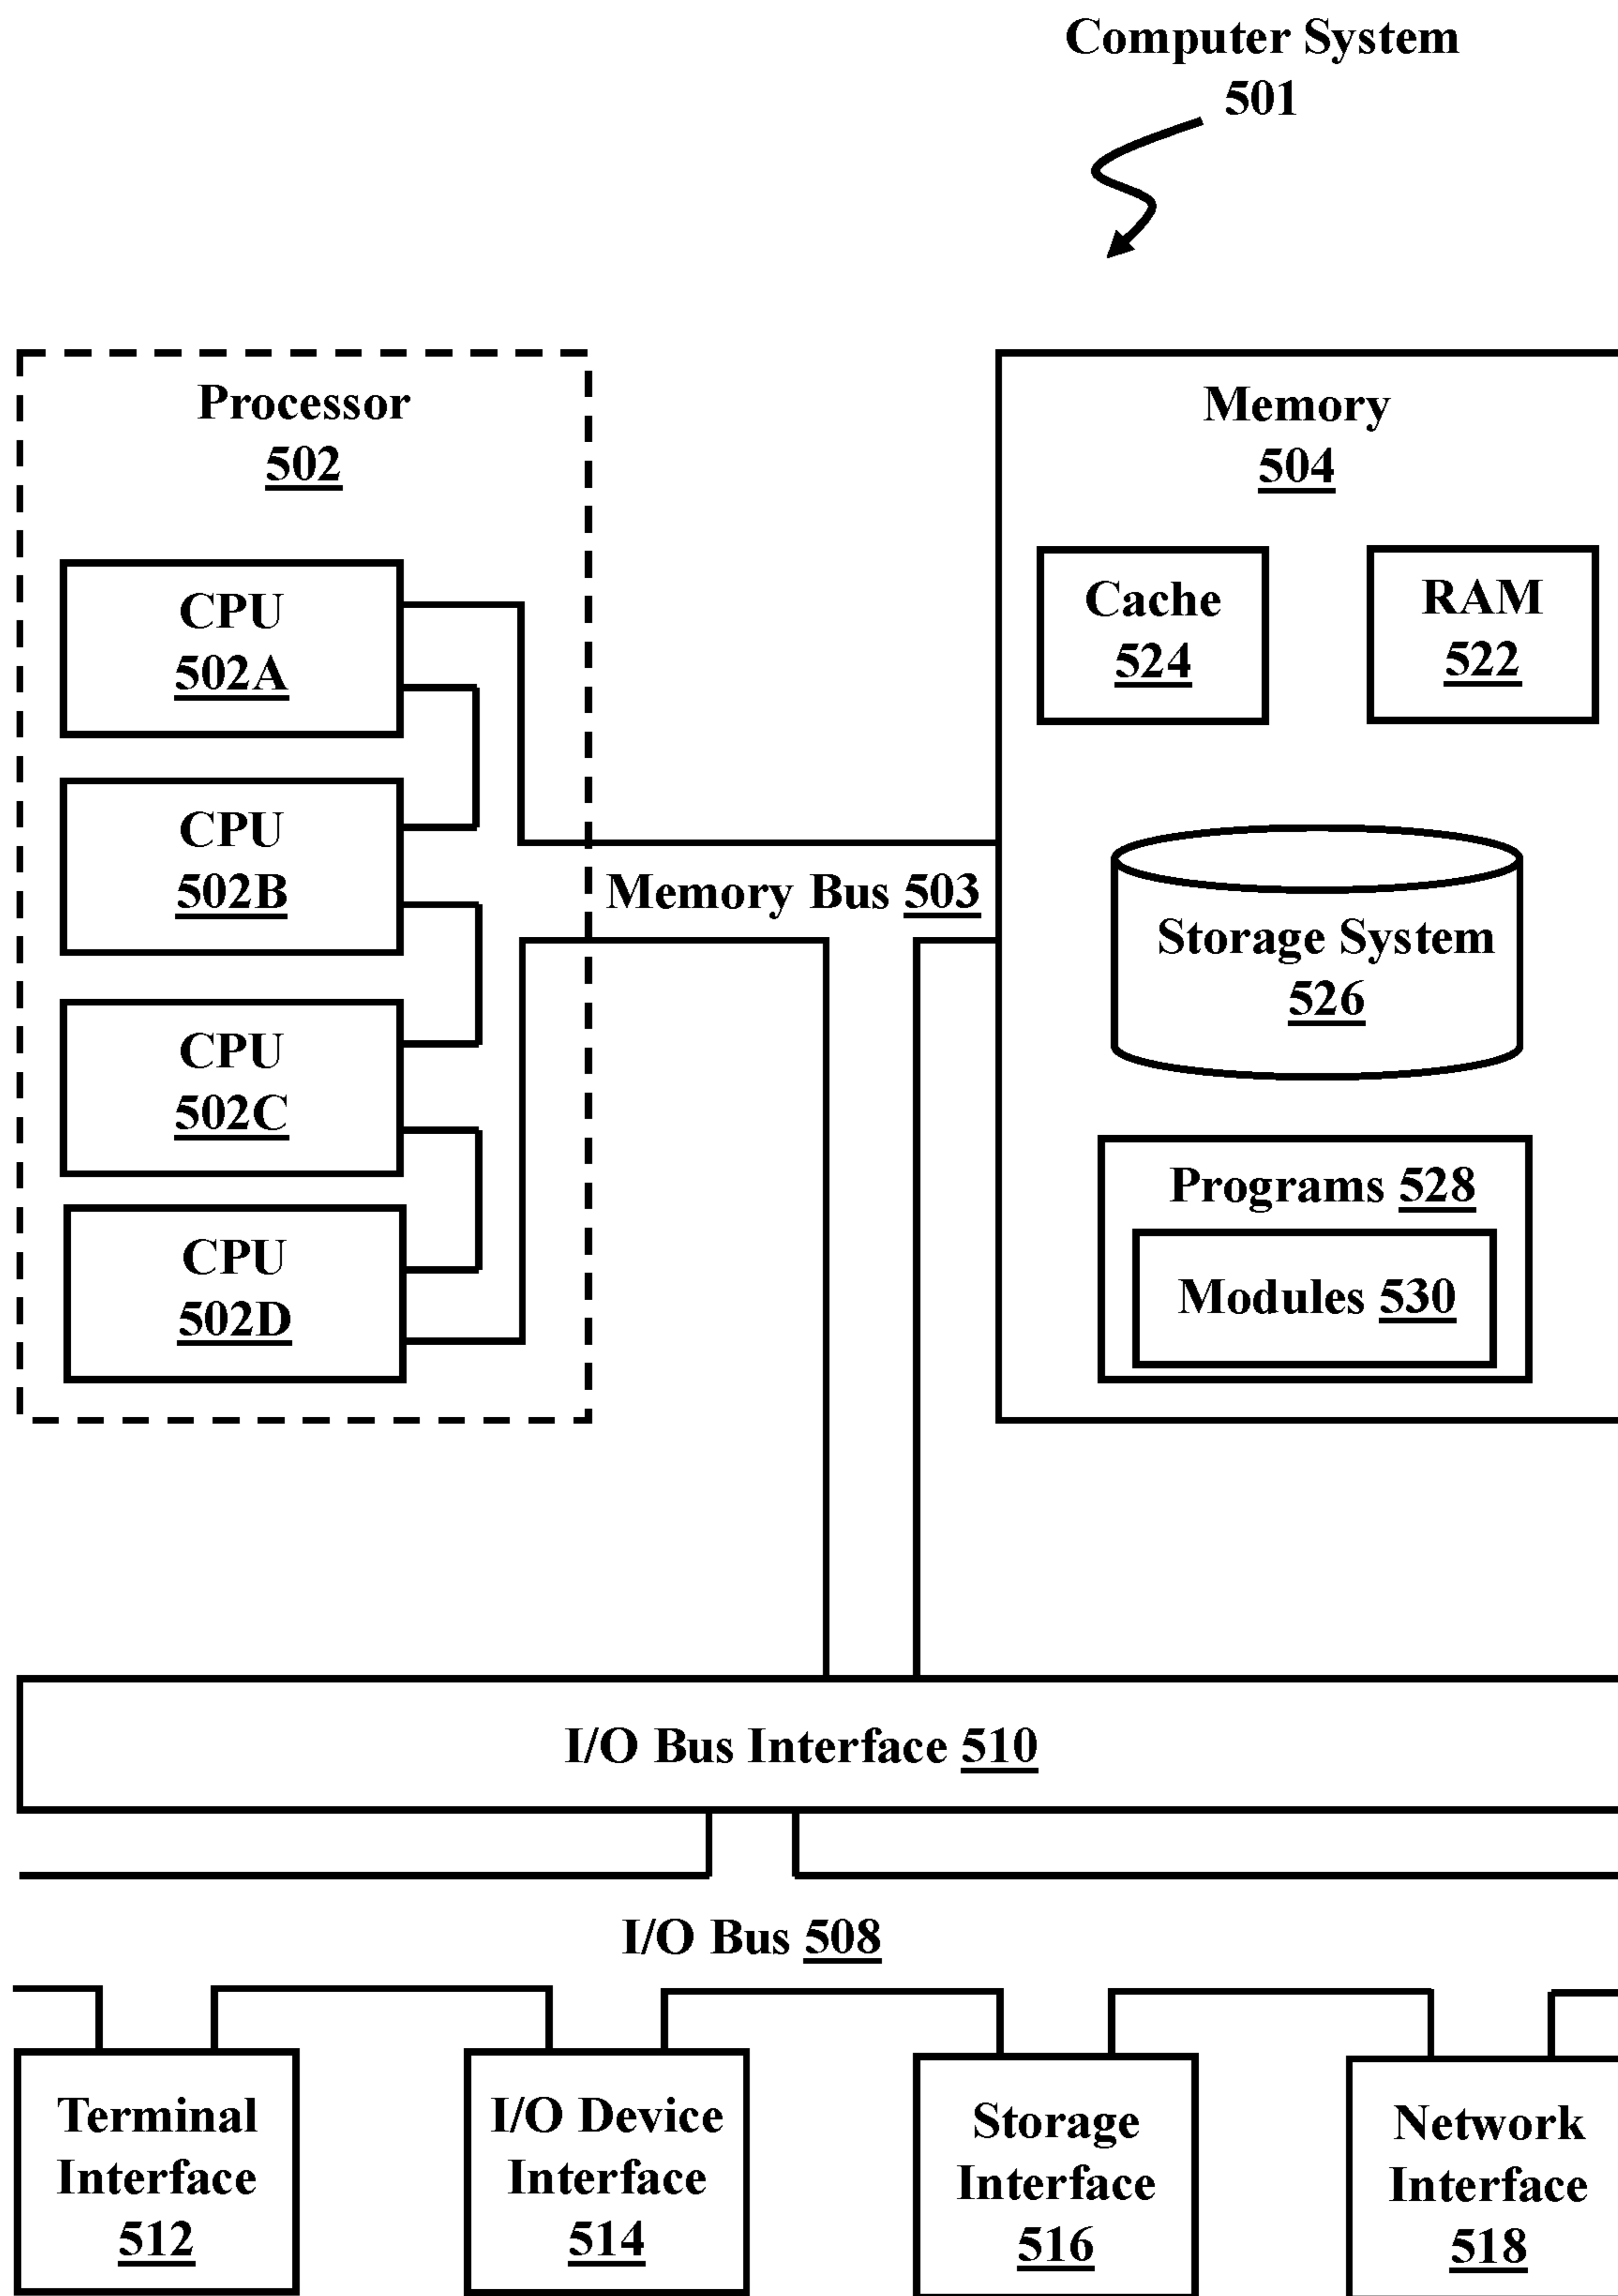 Computer System
501
Processor
502
CPU
502A
CPU
502B
CPU
502C
CPU
502D
Memory Bus 503
Memory
504
Cache
524
RAM
522
Storage System
526
Programs 528
Modules 530
I/O Bus Interface 510
I/O Bus 508
Terminal
Interface
512
I/O Device
Interface
514
Storage
Interface
516
Network
Interface
518